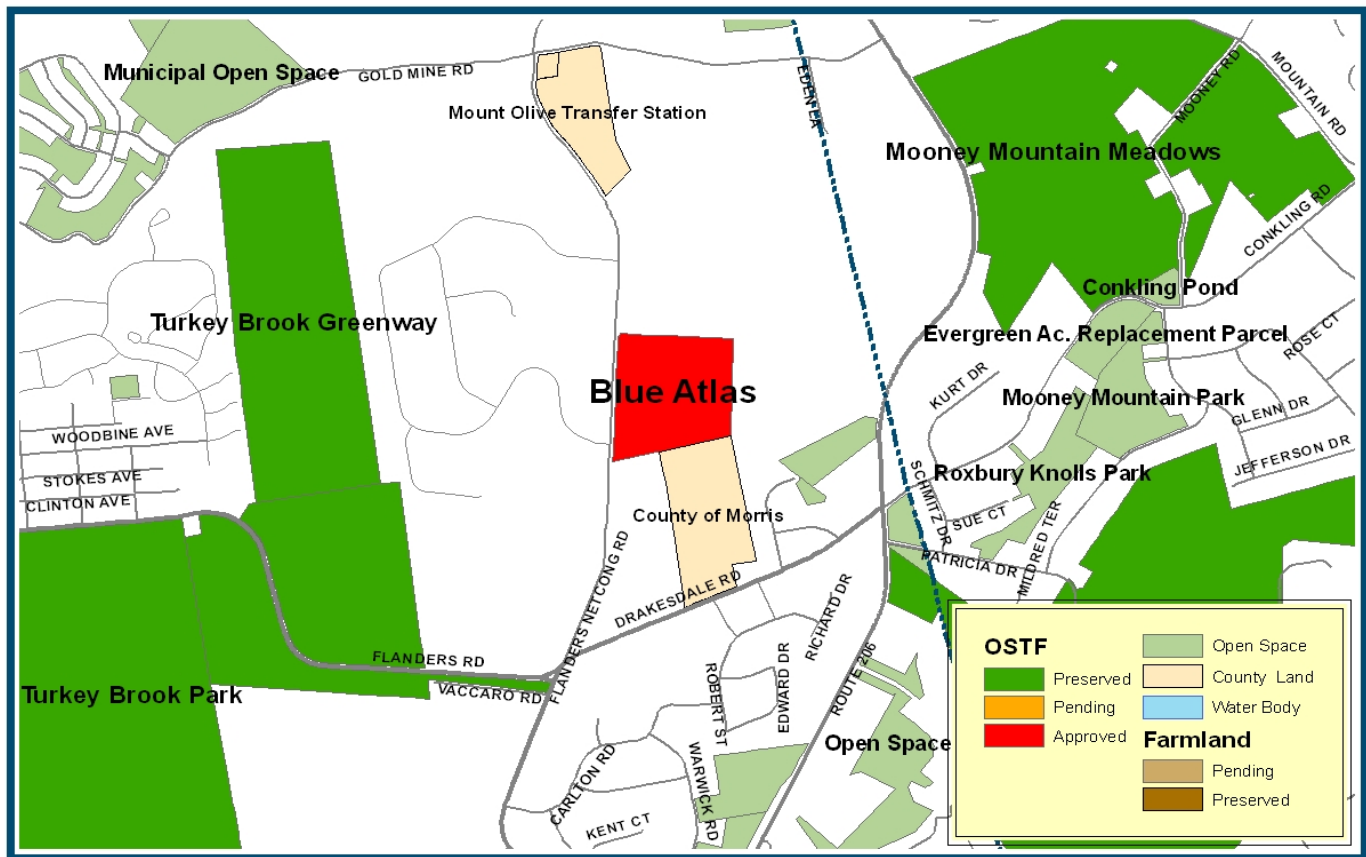 Municipal Open Space
GOLD MINE RD
Mount Olive Transfer Station
EDEN LA
MOONEY RD
MOUNTAIN RD
Mooney Mountain Meadows
CONKLING RD
Conkling Pond
Turkey Brook Greenway
Evergreen Ac. Replacement Parcel
ROSE CT
Blue Atlas
KURT DR
Mooney Mountain Park
GLENN DR
WOODBINE AVE
JEFFERSON DR
STOKES AVE
Roxbury Knolls Park
CLINTON AVE
SCHMITZ DR
County of Morris
SUE CT
MILDRED TER
PATRICIA DR
FLANDERS NETCONG RD
DRAKESDALE RD
RICHARD DR
FLANDERS RD
VACCARO RD
Turkey Brook Park
ROBERT ST
EDWARD DR
ROUTE 206
Open Space
CARLTON RD
WARWICK RD
KENT CT
OSTF
Preserved
Pending
Approved
Open Space
County Land
Water Body
Farmland
Pending
Preserved